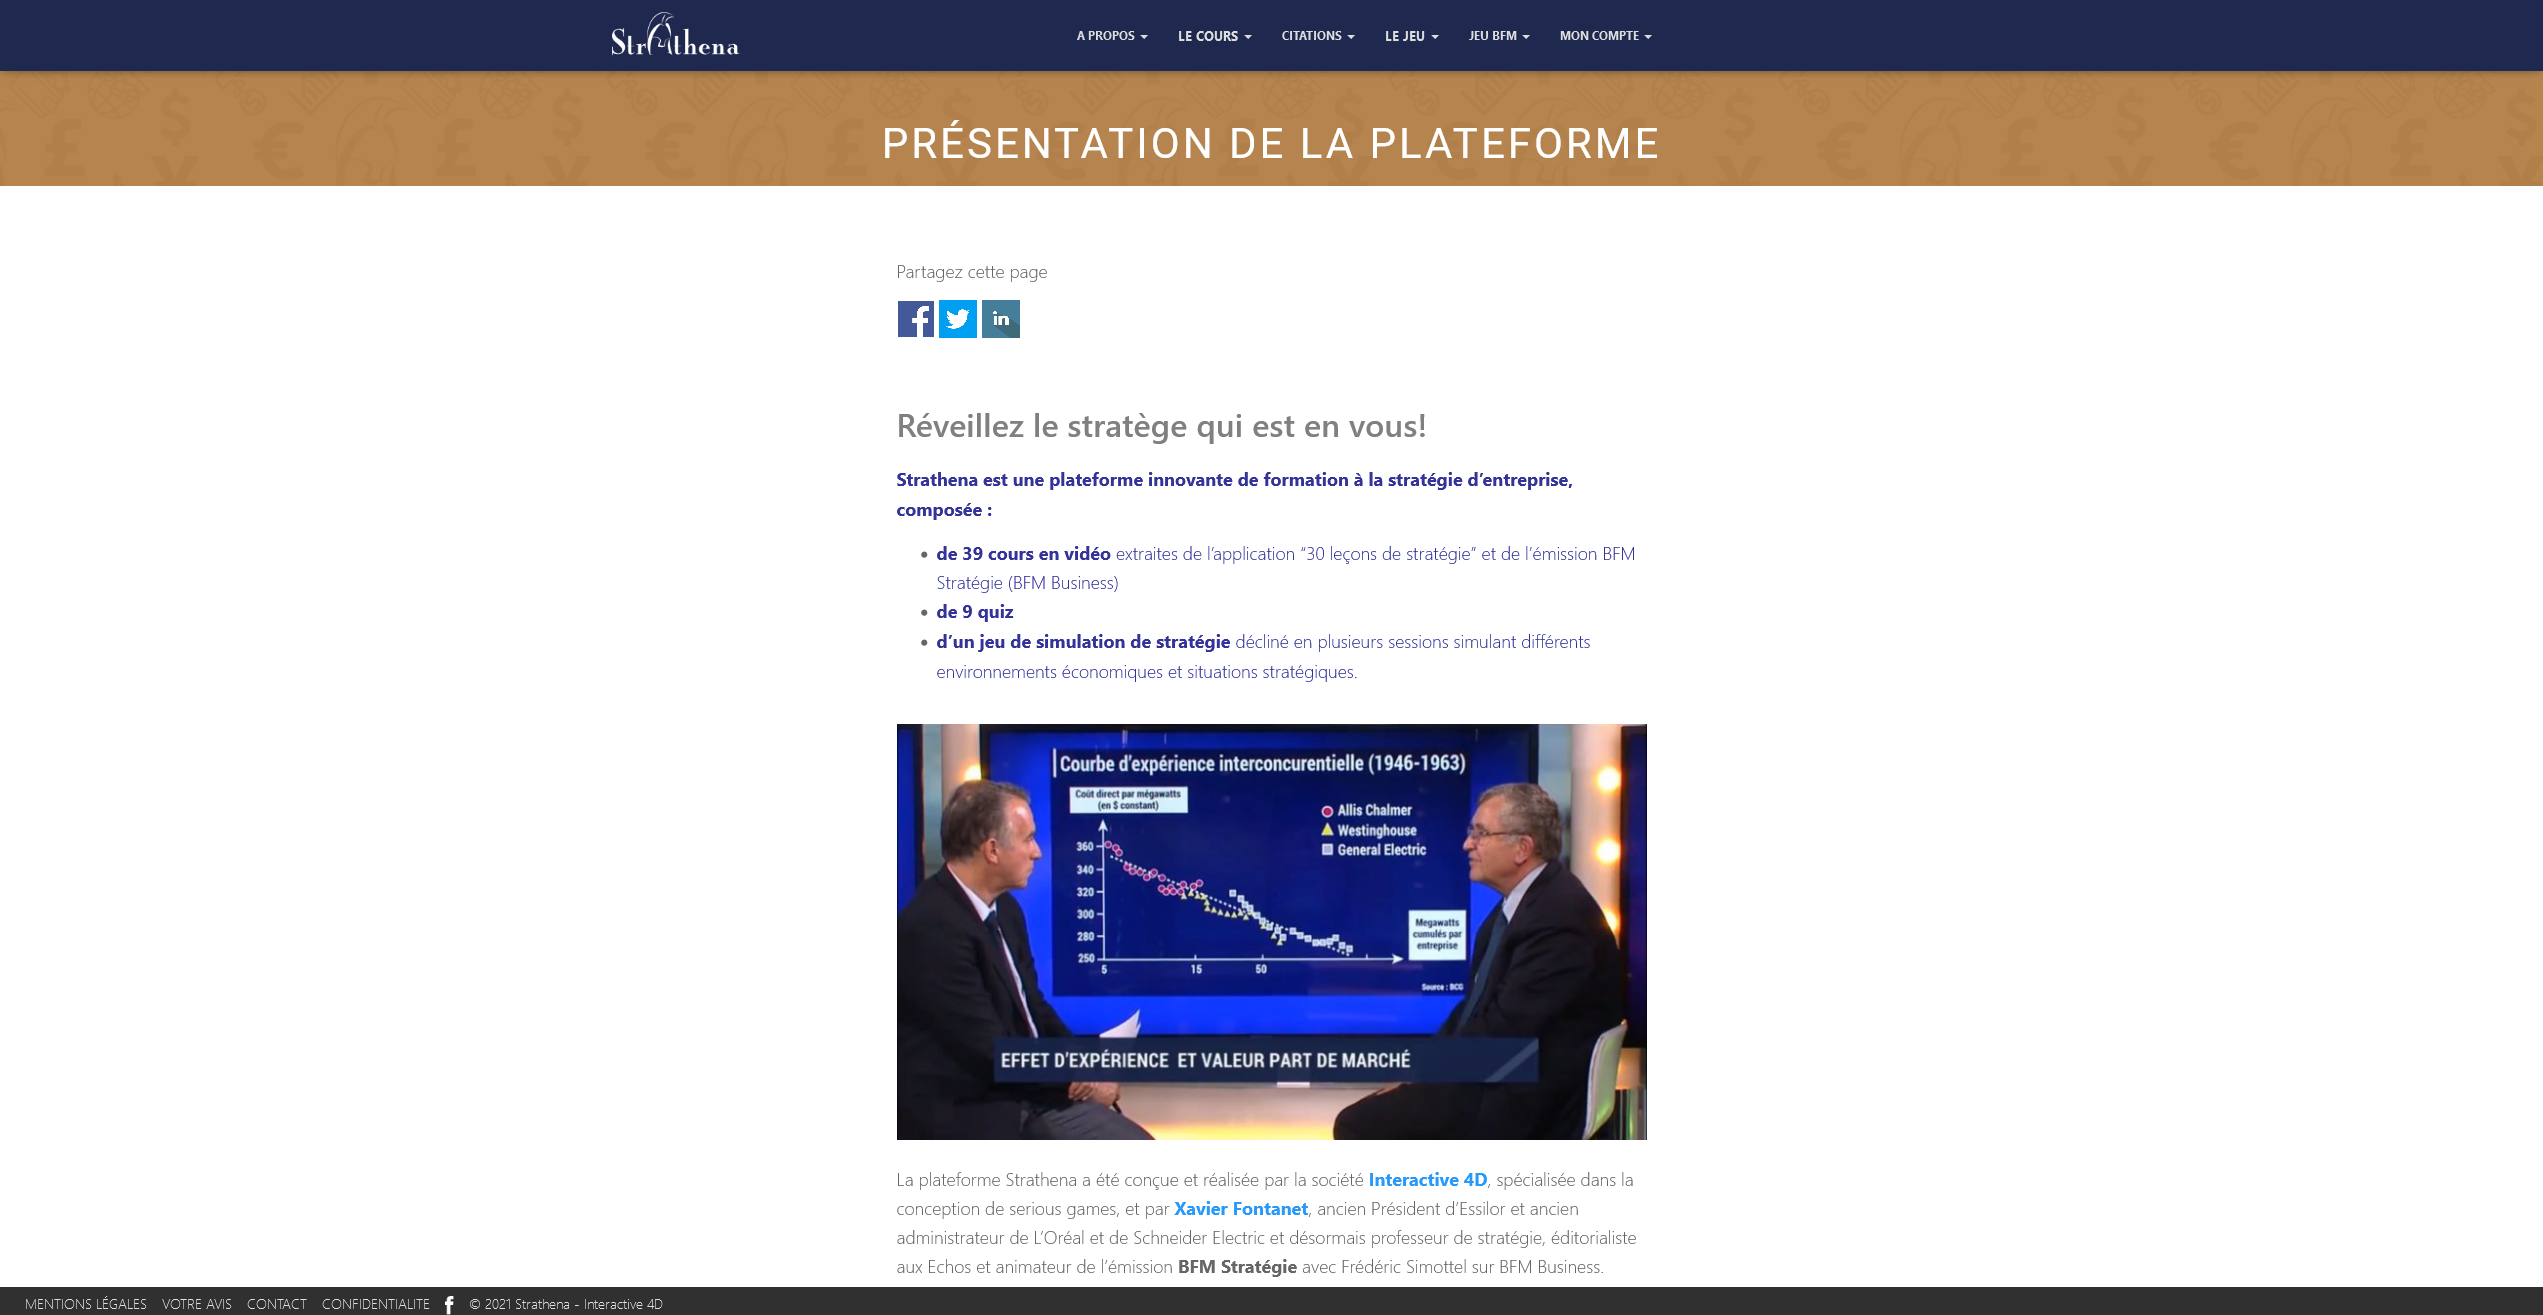 Strathena
A PROPOS
LE COURS
CITATIONS
LE JEU
JEU BFM
MON COMPTE
PRÉSENTATION DE LA PLATEFORME
Partagez cette page
in
Réveillez le stratège qui est en vous!
Strathena est une plateforme innovante de formation à la stratégie d’entreprise,
composée :
• de 39 cours en vidéo extraites de l’application “30 leçons de stratégie” et de l’émission BFM
Stratégie (BFM Business)
• de 9 quiz
• d’un jeu de simulation de stratégie décliné en plusieurs sessions simulant différents
environnements économiques et situations stratégiques.
Courbe d'expérience interconcurentielle (1946-1963)
Coût direct par mégawatts
(en $ constant)
Allis Chalmer
Westinghouse
General Electric
360
340
320
300
280
250
5
15
50
Megawatts
cumulés par
entreprise
Source : BCG
EFFET D'EXPÉRIENCE ET VALEUR PART DE MARCHÉ
La plateforme Strathena a été conçue et réalisée par la société Interactive 4D, spécialisée dans la
conception de serious games, et par Xavier Fontanet, ancien Président d’Essilor et ancien
administrateur de L’Oréal et de Schneider Electric et désormais professeur de stratégie, éditorialiste
aux Echos et animateur de l’émission BFM Stratégie avec Frédéric Simottel sur BFM Business.
MENTIONS LÉGALES VOTRE AVIS CONTACT CONFIDENTIALITE © 2021 Strathena - Interactive 4D